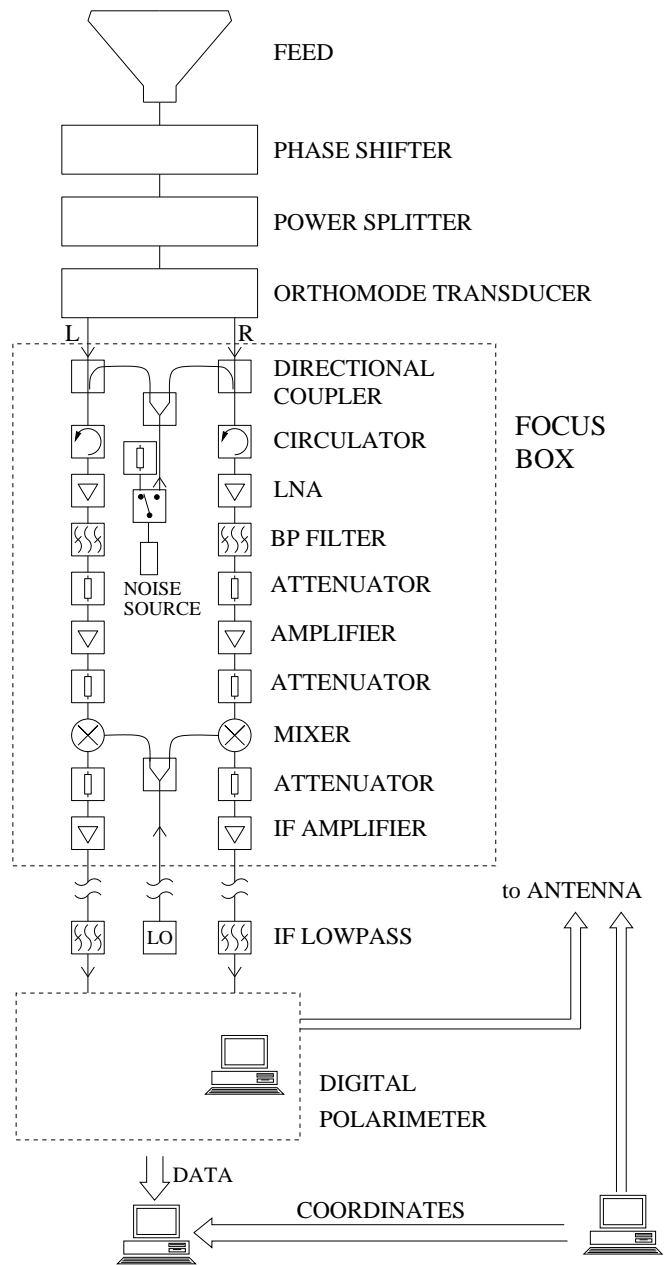 FEED
PHASE SHIFTER
POWER SPLITTER
ORTHOMODE TRANSDUCER
L
R
DIRECTIONAL
COUPLER
FOCUS
BOX
CIRCULATOR
LNA
BP FILTER
NOISE
SOURCE
ATTENUATOR
AMPLIFIER
ATTENUATOR
MIXER
ATTENUATOR
IF AMPLIFIER
to ANTENNA
LO
IF LOWPASS
DIGITAL
POLARIMETER
DATA
COORDINATES